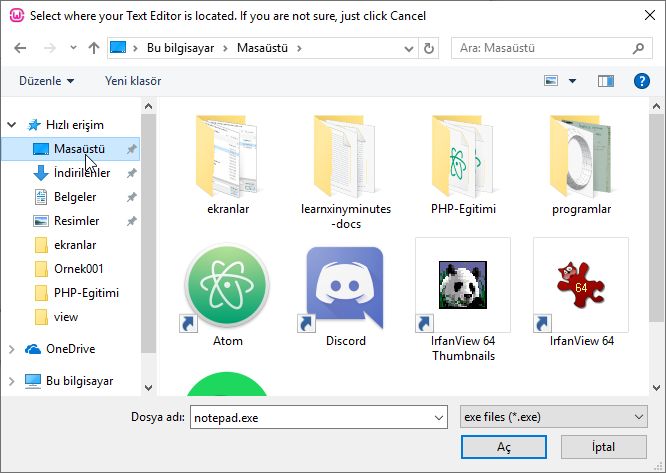 Select where your Text Editor is located. If you are not sure, just click Cancel
Bu bilgisayar > Masaüstü >
Ara: Masaüstü
Düzenle
Yeni klasör
Hızlı erişim
Masaüstü
İndirilenler
Belgeler
Resimler
ekranlar
Ornek001
PHP-Egitimi
view
OneDrive
Bu bilgisayar
ekranlar
learnxinyminutes
-docs
PHP-Egitimi
programlar
Atom
Discord
IrfanView 64
Thumbnails
64
IrfanView 64
Dosya adı:
notepad.exe
exe files (*.exe)
Aç
İptal